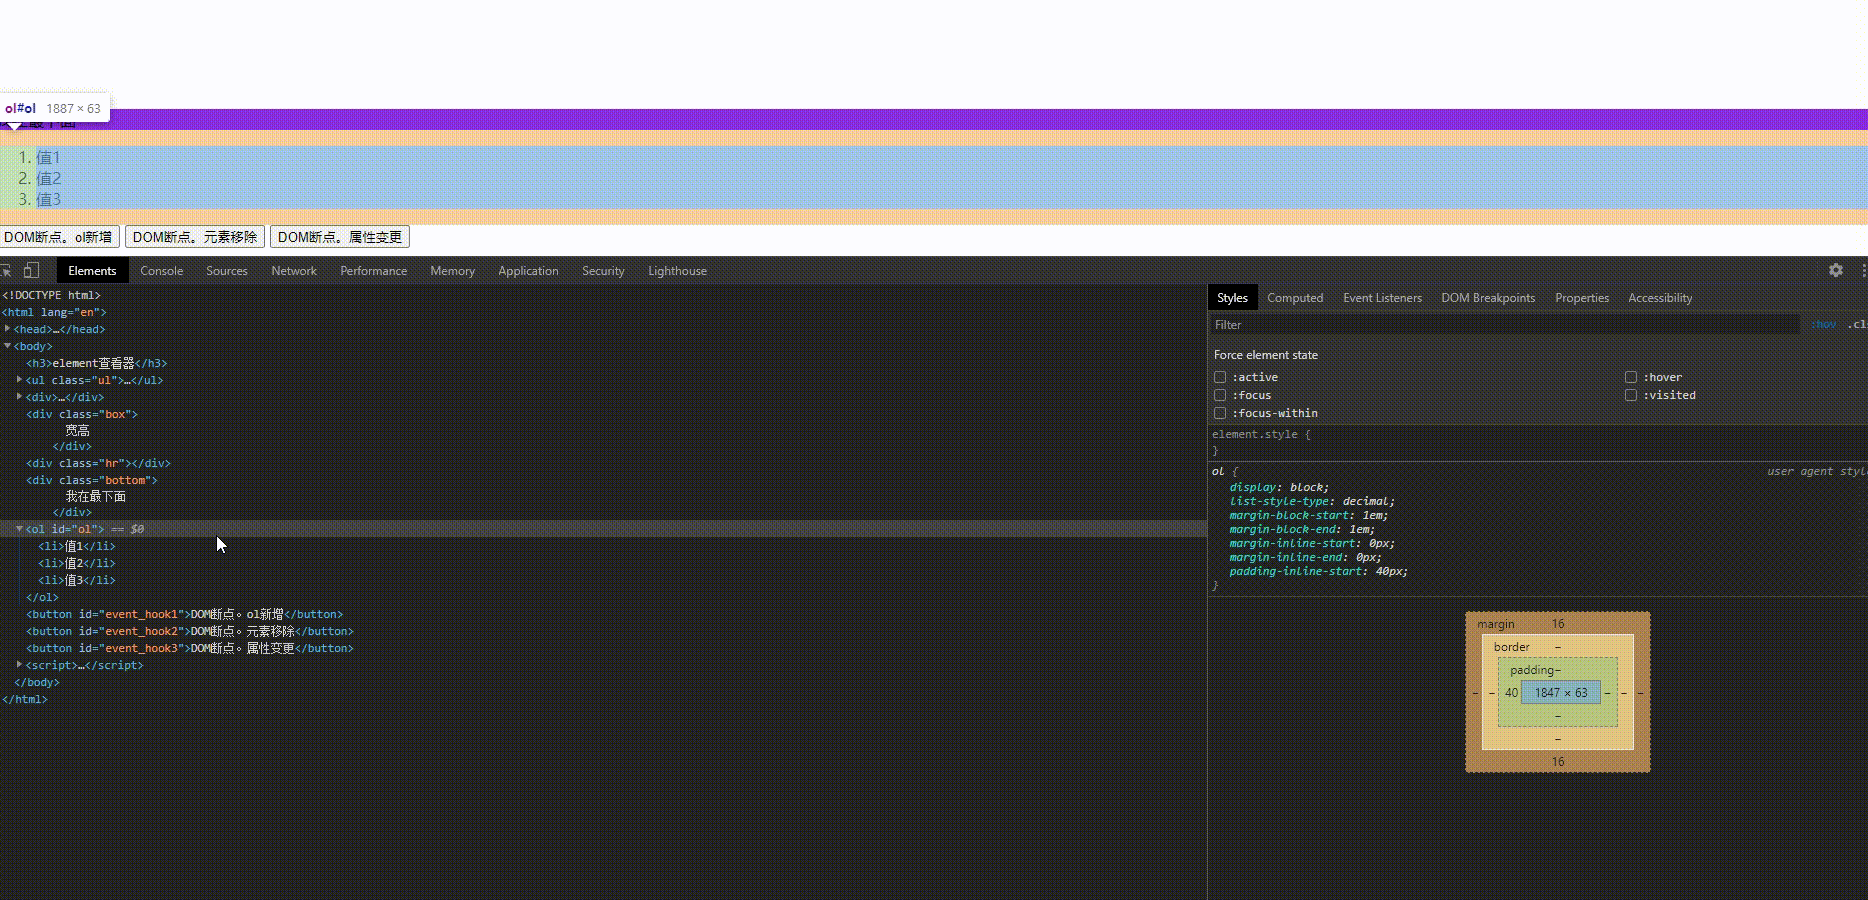 ol#ol 1887 × 63
1. 值1
2. 值2
3. 值3
DOM断点。ol新增 DOM断点。元素移除 DOM断点。属性变更
Elements Console Sources Network Performance Memory Application Security Lighthouse
<!DOCTYPE html>
<html lang="en">
<head>…</head>
<body>
<h3>element查看器</h3>
<ul class="ul">…</ul>
<div>…</div>
<div class="box">
宽高
</div>
<div class="hr"></div>
<div class="bottom">
我在最下面
</div>
<ol id="ol"> == $0
<li>值1</li>
<li>值2</li>
<li>值3</li>
</ol>
<button id="event_hook1">DOM断点。ol新增</button>
<button id="event_hook2">DOM断点。元素移除</button>
<button id="event_hook3">DOM断点。属性变更</button>
<script>…</script>
</body>
</html>
Styles Computed Event Listeners DOM Breakpoints Properties Accessibility
Filter :hov .cl
Force element state
:active :hover
:focus :visited
:focus-within
element.style {
}
ol { user agent styl
display: block;
list-style-type: decimal;
margin-block-start: 1em;
margin-block-end: 1em;
margin-inline-start: 0px;
margin-inline-end: 0px;
padding-inline-start: 40px;
}
margin 16
border –
padding –
– – 40 1847 × 63 – – –
–
–
16